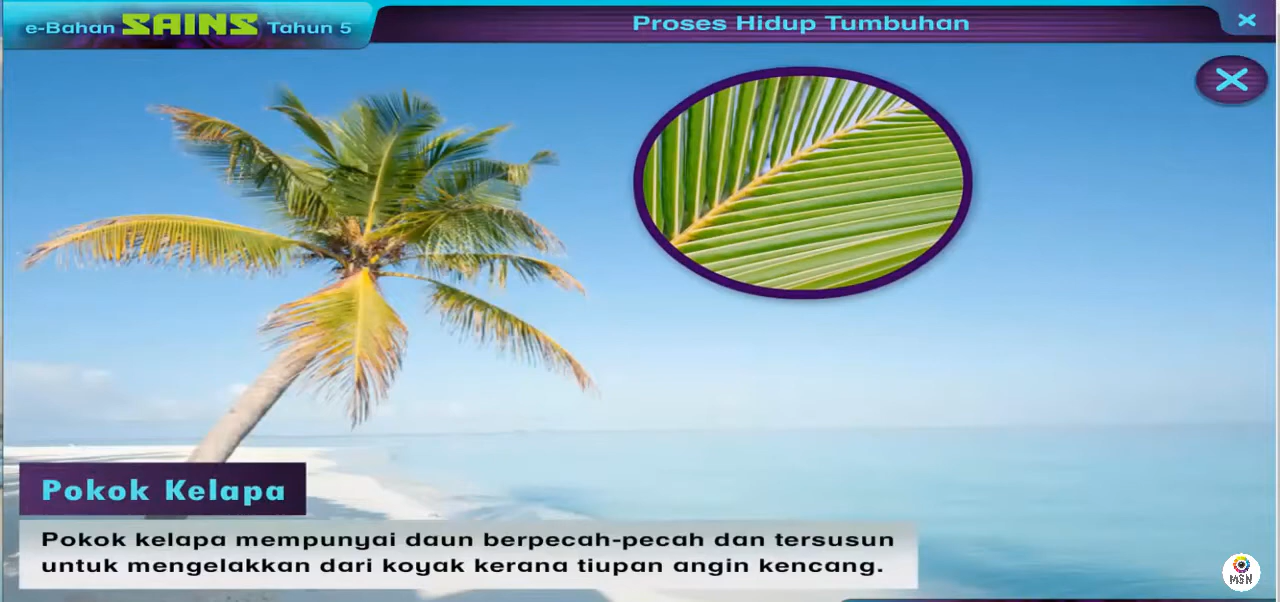 e-Bahan SAINS Tahun 5
Proses Hidup Tumbuhan
Pokok Kelapa
Pokok kelapa mempunyai daun berpecah-pecah dan tersusun
untuk mengelakkan dari koyak kerana tiupan angin kencang.
MSN